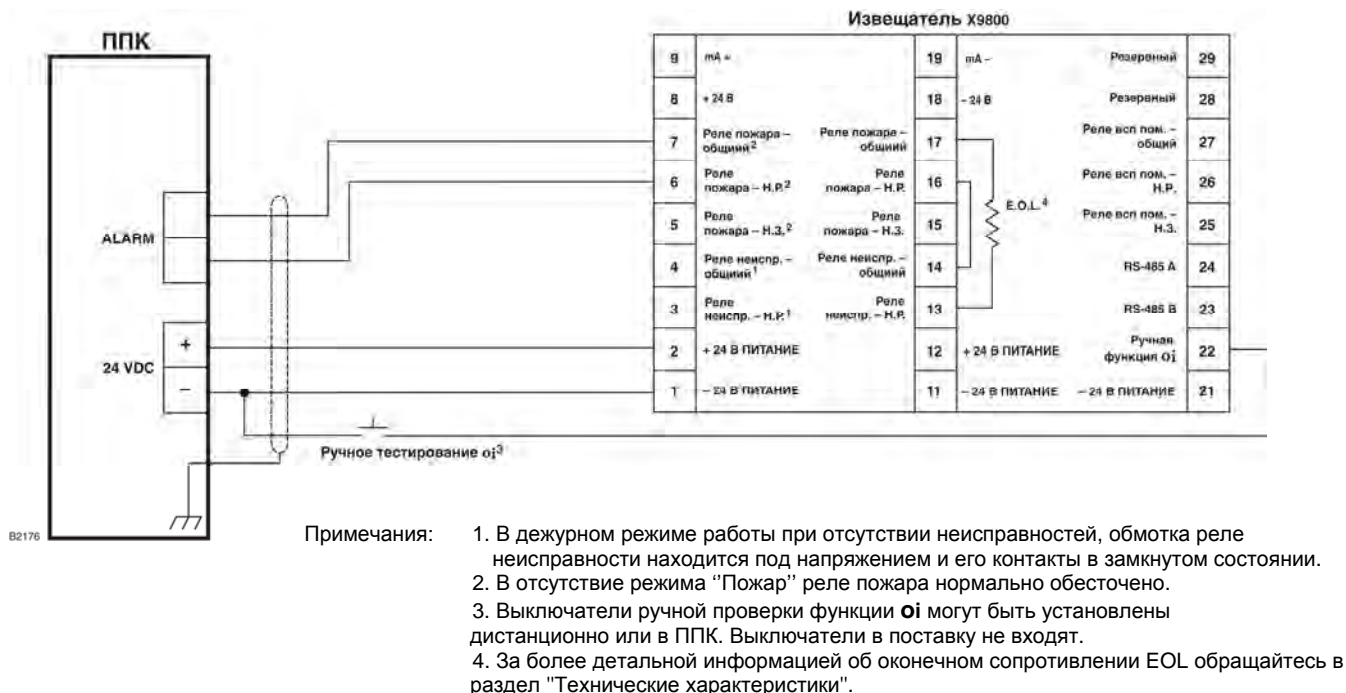 Извещатель X9800
ППК
9 mA + 19 mA – Резервный 29
8 + 24 В 18 – 24 В Резервный 28
7 Реле пожара – общиий² Реле пожара – общиий 17 Реле всп пом. – общий 27
6 Реле пожара – Н.Р.² Реле пожара – Н.Р. 16 Реле всп пом. – Н.Р. 26
E.O.L.⁴
5 Реле пожара – Н.З.² Реле пожара – Н.З. 15 Реле всп пом. – Н.З. 25
ALARM
4 Реле неиспр. – общиий¹ Реле неиспр. – общиий 14 RS-485 A 24
3 Реле неиспр. – Н.Р.¹ Реле неиспр. – Н.Р. 13 RS-485 B 23
24 VDC + –
2 + 24 В ПИТАНИЕ 12 + 24 В ПИТАНИЕ Ручная функция oi 22
1 – 24 В ПИТАНИЕ 11 – 24 В ПИТАНИЕ – 24 В ПИТАНИЕ 21
Ручное тестирование oi³
B2176
Примечания: 1. В дежурном режиме работы при отсутствии неисправностей, обмотка реле
неисправности находится под напряжением и его контакты в замкнутом состоянии.
2. В отсутствие режима ‘’Пожар’’ реле пожара нормально обесточено.
3. Выключатели ручной проверки функции oi могут быть установлены
дистанционно или в ППК. Выключатели в поставку не входят.
4. За более детальной информацией об оконечном сопротивлении EOL обращайтесь в
раздел "Технические характеристики".